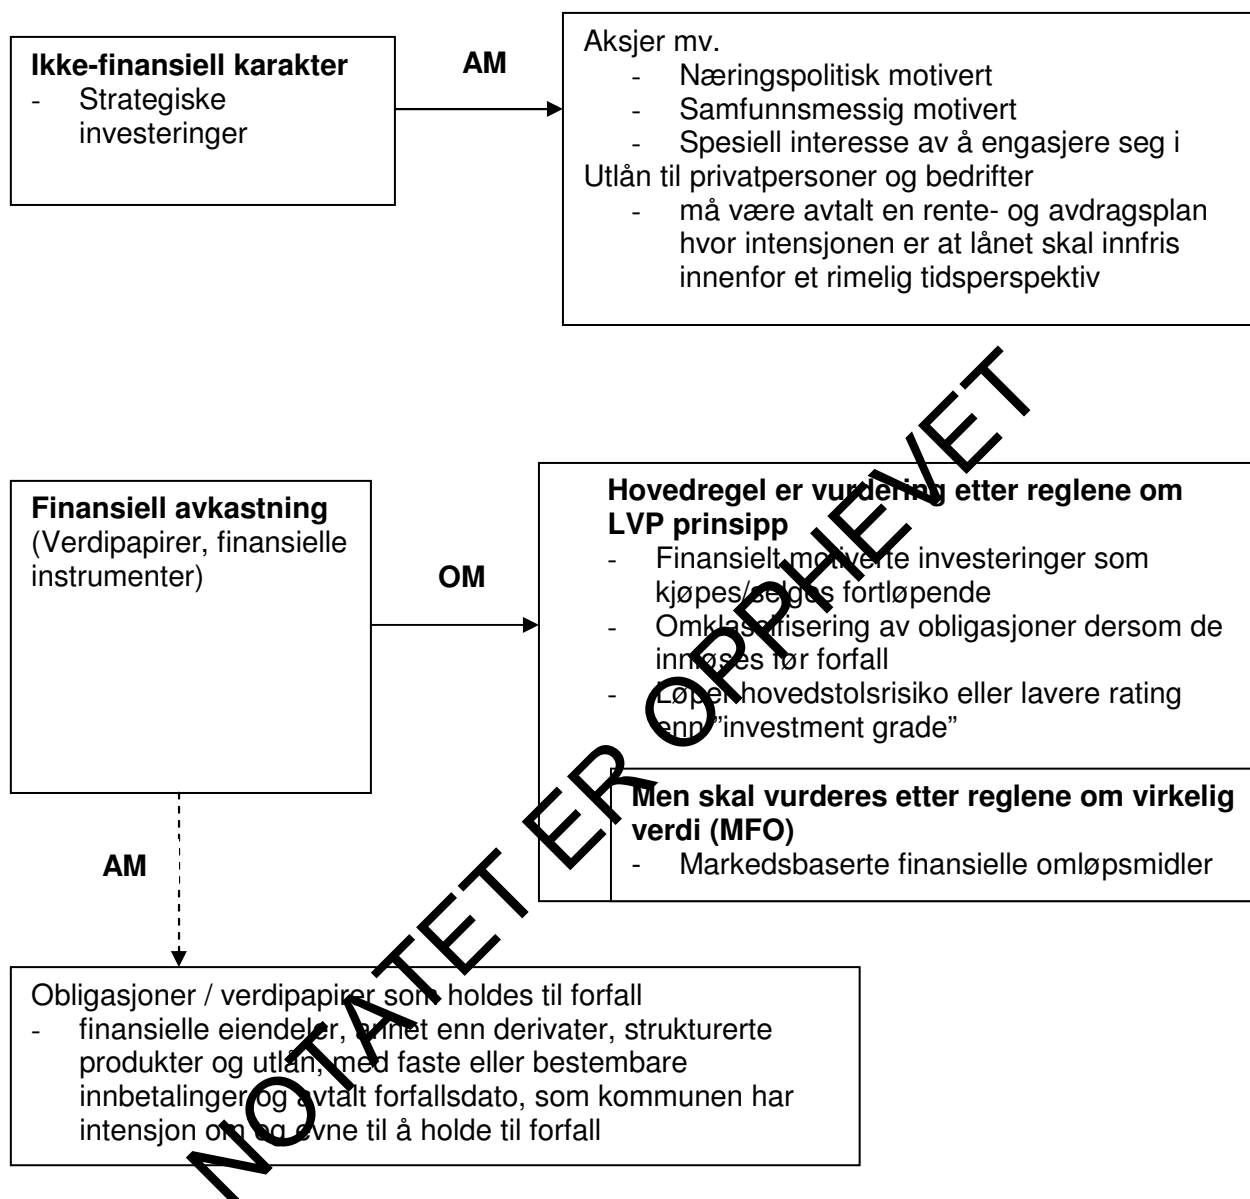 Ikke-finansiell karakter
- Strategiske
investeringer
AM
Aksjer mv.
- Næringspolitisk motivert
- Samfunnsmessig motivert
- Spesiell interesse av å engasjere seg i
Utlån til privatpersoner og bedrifter
- må være avtalt en rente- og avdragsplan
hvor intensjonen er at lånet skal innfris
innenfor et rimelig tidsperspektiv
Finansiell avkastning
(Verdipapirer, finansielle
instrumenter)
OM
Hovedregel er vurdering etter reglene om
LVP prinsipp
- Finansielt motiverte investeringer som
kjøpes/selges fortløpende
- Omklassifisering av obligasjoner dersom de
innløses før forfall
- Løper hovedstolsrisiko eller lavere rating
enn ”investment grade”
Men skal vurderes etter reglene om virkelig
verdi (MFO)
- Markedsbaserte finansielle omløpsmidler
AM
Obligasjoner / verdipapirer som holdes til forfall
- finansielle eiendeler, annet enn derivater, strukturerte
produkter og utlån, med faste eller bestembare
innbetalinger og avtalt forfallsdato, som kommunen har
intensjon om og evne til å holde til forfall
NOTATET ER OPPHEVET